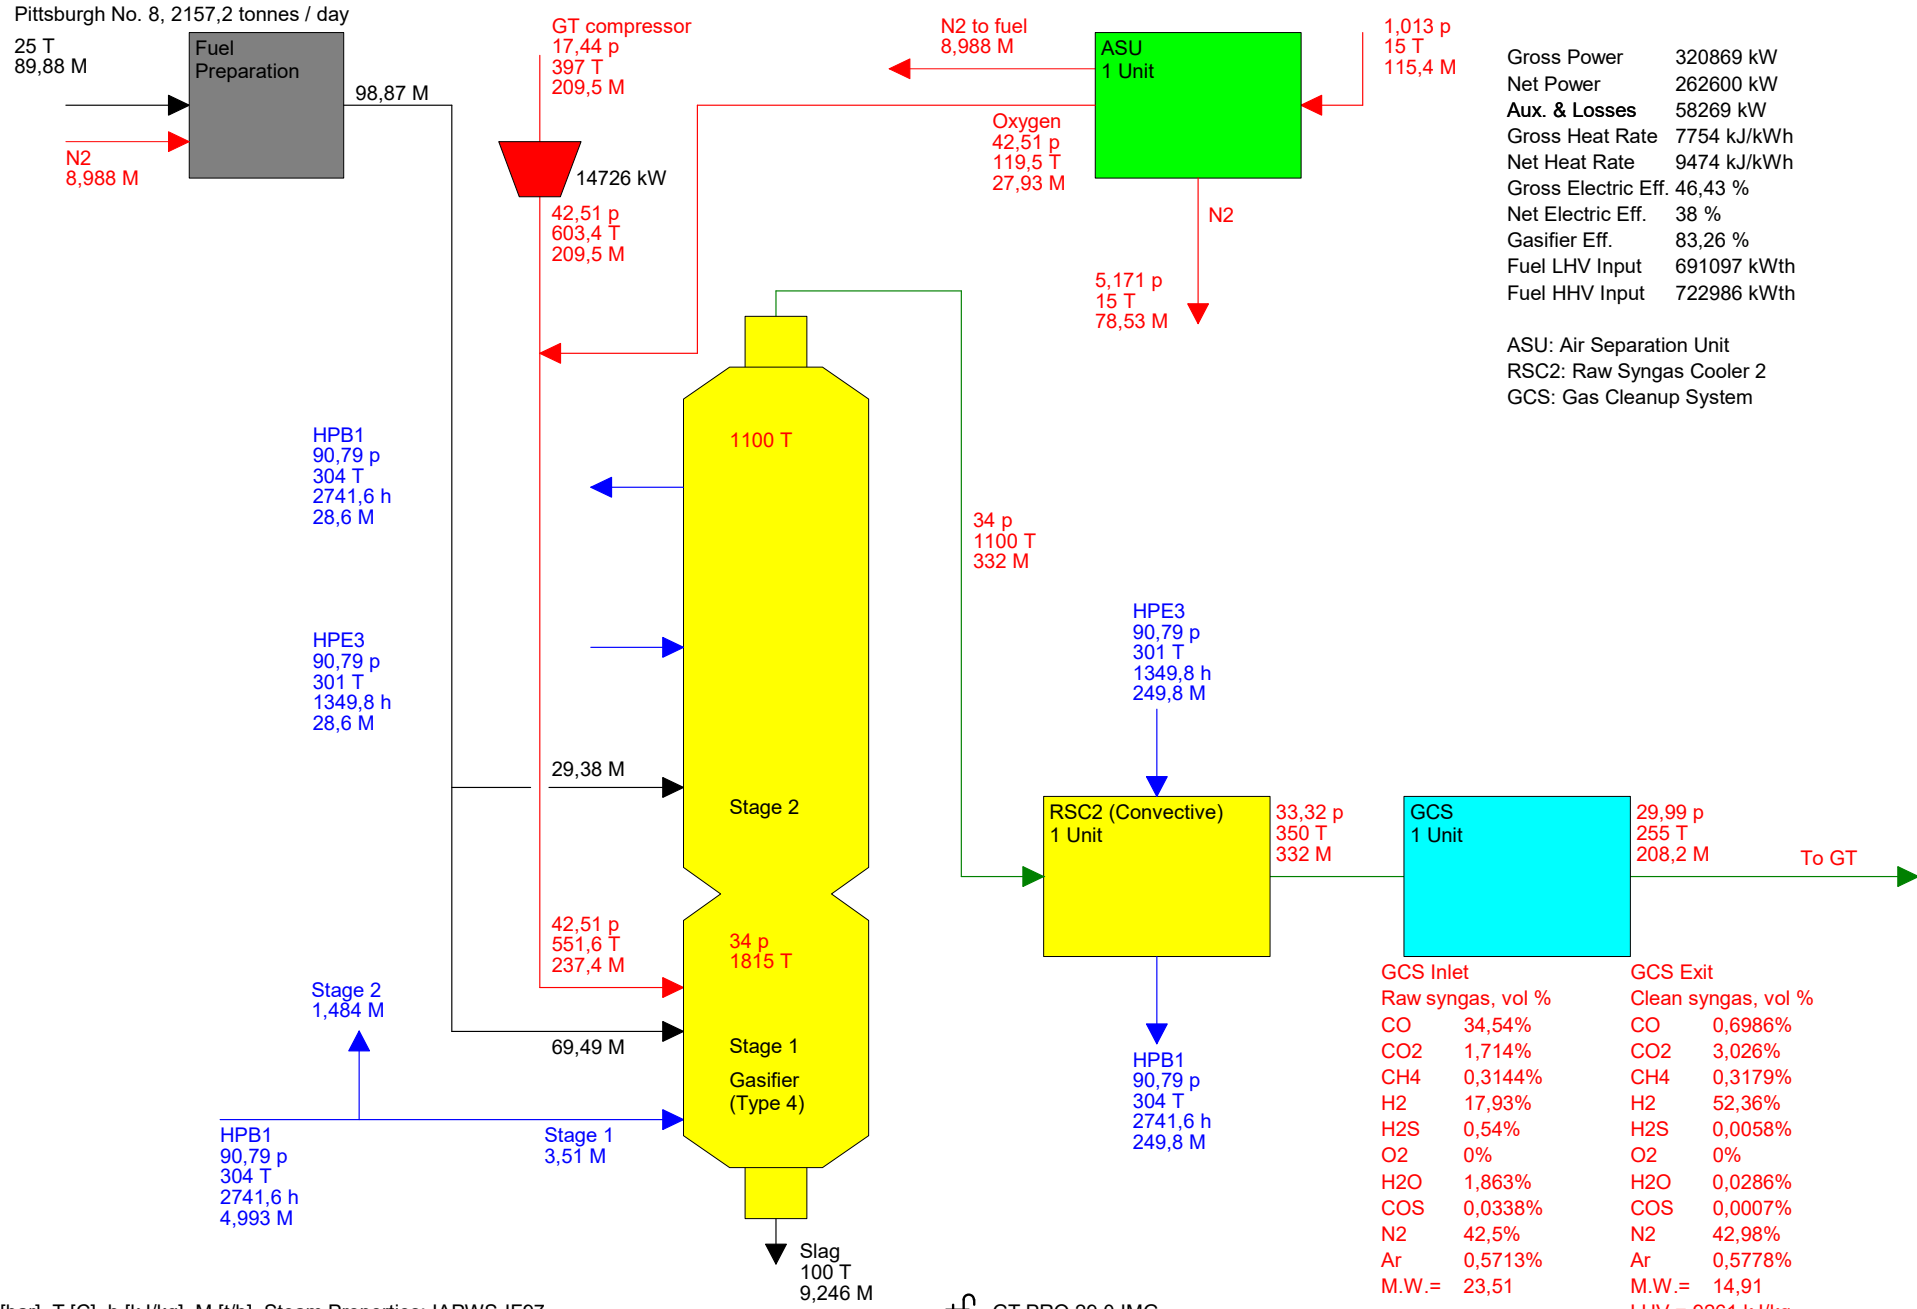 Pittsburgh No. 8, 2157,2 tonnes / day
25 T
89,88 M
Fuel
Preparation
98,87 M
N2
8,988 M
GT compressor
17,44 p
397 T
209,5 M
14726 kW
42,51 p
603,4 T
209,5 M
N2 to fuel
8,988 M
ASU
1 Unit
1,013 p
15 T
115,4 M
Oxygen
42,51 p
119,5 T
27,93 M
N2
5,171 p
15 T
78,53 M
Gross Power 320869 kW
Net Power 262600 kW
Aux. & Losses 58269 kW
Gross Heat Rate 7754 kJ/kWh
Net Heat Rate 9474 kJ/kWh
Gross Electric Eff. 46,43 %
Net Electric Eff. 38 %
Gasifier Eff. 83,26 %
Fuel LHV Input 691097 kWth
Fuel HHV Input 722986 kWth
ASU: Air Separation Unit
RSC2: Raw Syngas Cooler 2
GCS: Gas Cleanup System
HPB1
90,79 p
304 T
2741,6 h
28,6 M
1100 T
34 p
1100 T
332 M
HPE3
90,79 p
301 T
1349,8 h
28,6 M
HPE3
90,79 p
301 T
1349,8 h
249,8 M
29,38 M
Stage 2
RSC2 (Convective)
1 Unit
33,32 p
350 T
332 M
GCS
1 Unit
29,99 p
255 T
208,2 M
To GT
42,51 p
551,6 T
237,4 M
34 p
1815 T
Stage 2
1,484 M
69,49 M
Stage 1
Gasifier
(Type 4)
HPB1
90,79 p
304 T
2741,6 h
4,993 M
Stage 1
3,51 M
HPB1
90,79 p
304 T
2741,6 h
249,8 M
Slag
100 T
9,246 M
GCS Inlet
Raw syngas, vol %
CO 34,54%
CO2 1,714%
CH4 0,3144%
H2 17,93%
H2S 0,54%
O2 0%
H2O 1,863%
COS 0,0338%
N2 42,5%
Ar 0,5713%
M.W.= 23,51
GCS Exit
Clean syngas, vol %
CO 0,6986%
CO2 3,026%
CH4 0,3179%
H2 52,36%
H2S 0,0058%
O2 0%
H2O 0,0286%
COS 0,0007%
N2 42,98%
Ar 0,5778%
M.W.= 14,91